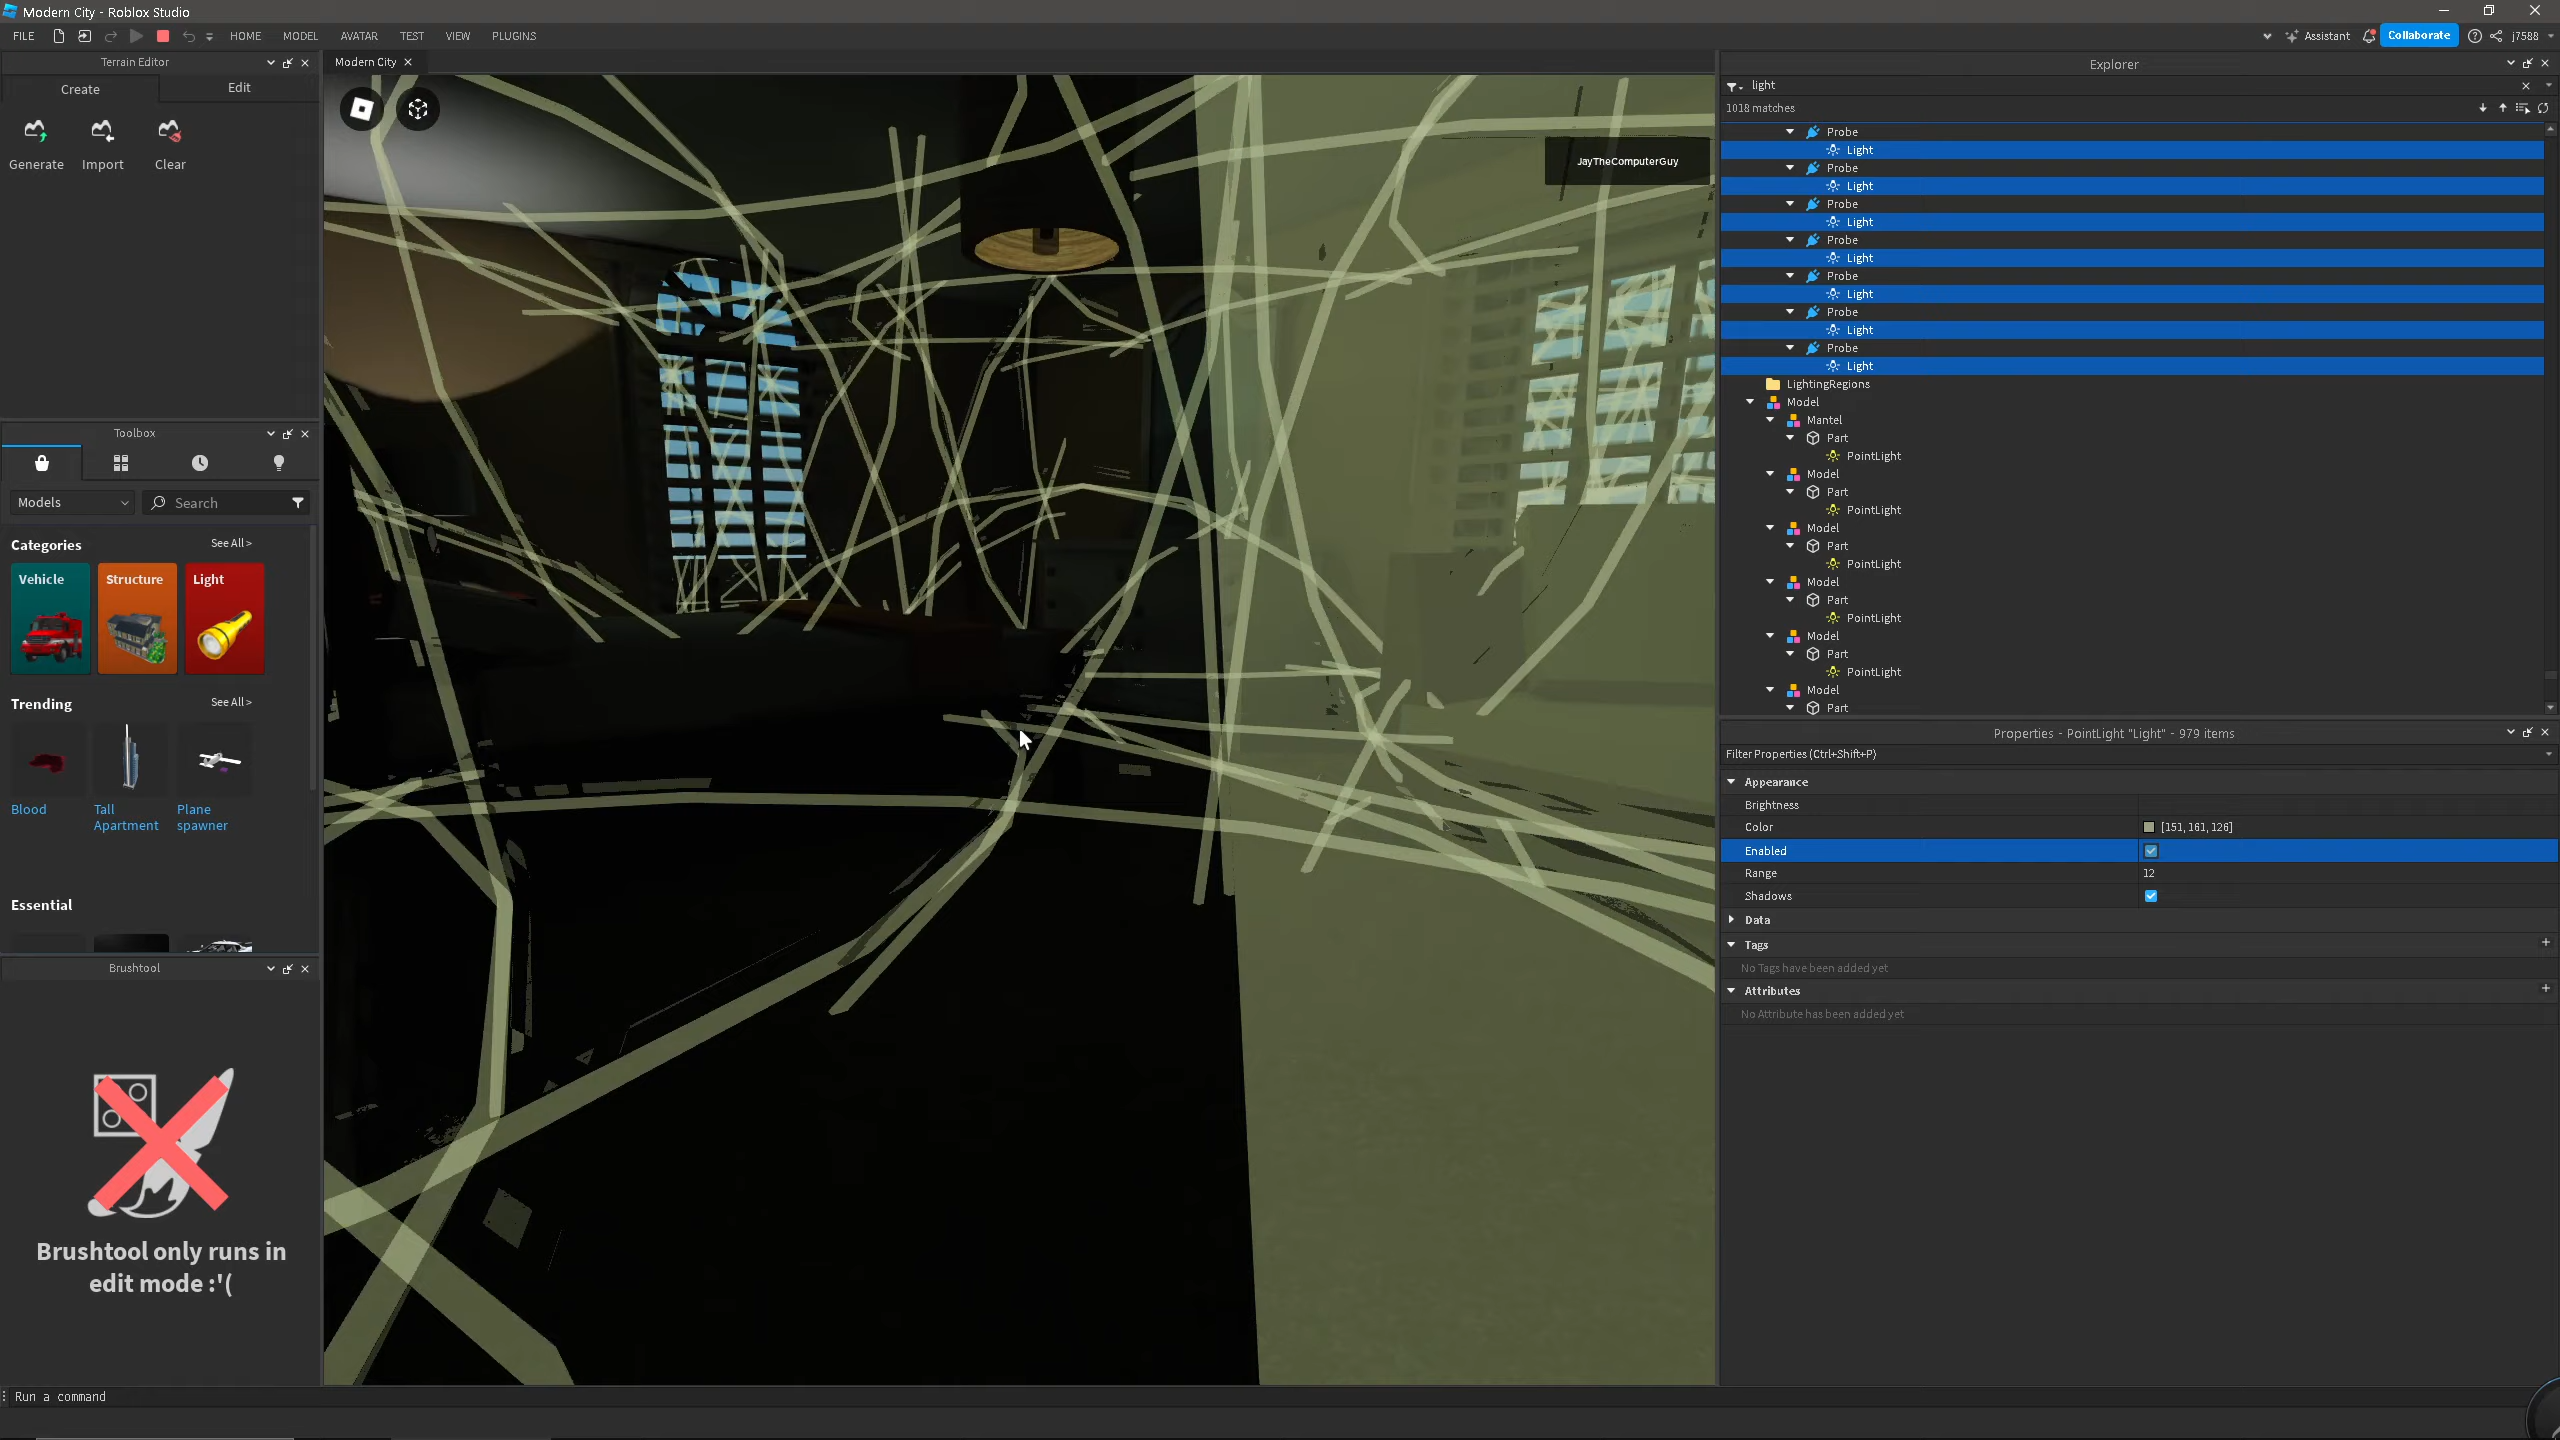 Modern City - Roblox Studio
FILE HOME MODEL AVATAR TEST VIEW PLUGINS
Assistant Collaborate j7588
Terrain Editor
Create Edit
Generate Import Clear
Toolbox
Models Search
Categories See All >
Vehicle Structure Light
Trending See All >
Blood Tall Apartment Plane spawner
Essential
Brushtool
Brushtool only runs in
edit mode :'(
Run a command
Modern City
JayTheComputerGuy
Explorer
light
1018 matches
Probe
Light
Probe
Light
Probe
Light
Probe
Light
Probe
Light
Probe
Light
Probe
Light
LightingRegions
Model
Mantel
Part
PointLight
Model
Part
PointLight
Model
Part
PointLight
Model
Part
PointLight
Model
Part
PointLight
Model
Part
Properties - PointLight "Light" - 979 items
Filter Properties (Ctrl+Shift+P)
Appearance
Brightness
Color [151, 161, 126]
Enabled
Range 12
Shadows
Data
Tags
No Tags have been added yet
Attributes
No Attribute has been added yet